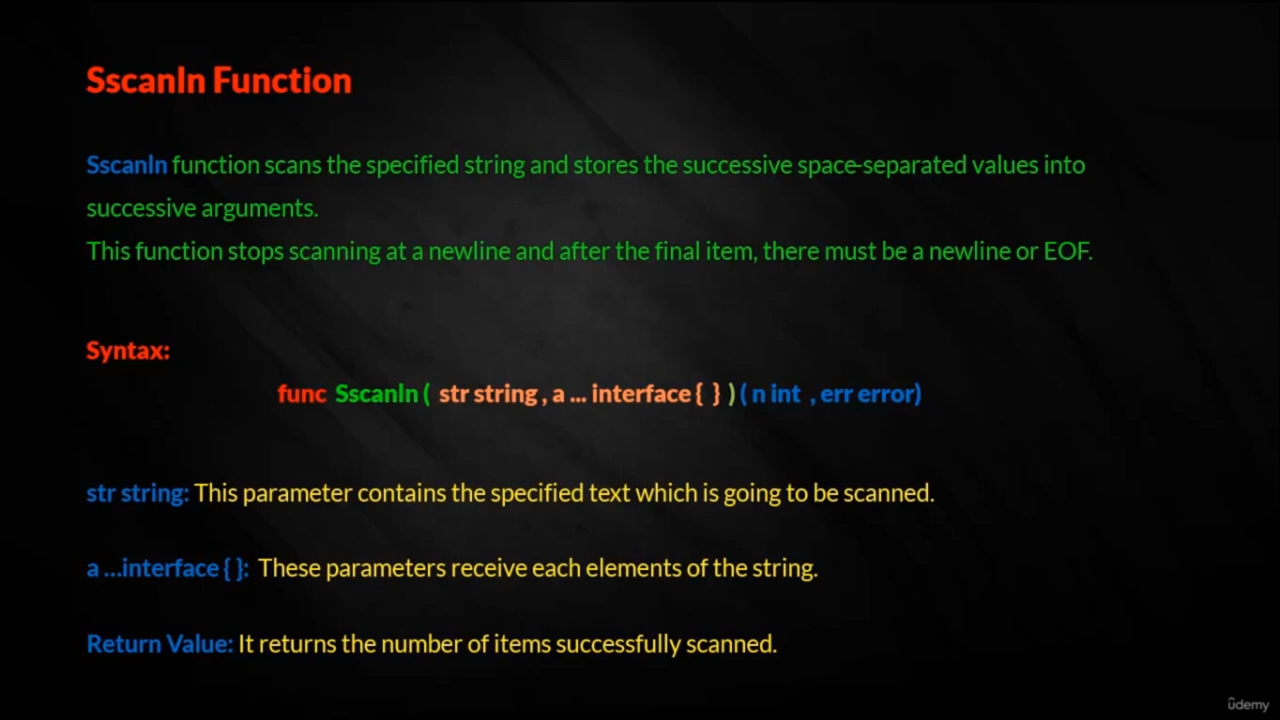 Sscanln Function
Sscanln function scans the specified string and stores the successive space-separated values into
successive arguments.
This function stops scanning at a newline and after the final item, there must be a newline or EOF.
Syntax:
func Sscanln ( str string , a ... interface { } ) ( n int , err error)
str string: This parameter contains the specified text which is going to be scanned.
a ...interface { }: These parameters receive each elements of the string.
Return Value: It returns the number of items successfully scanned.
ûdemy